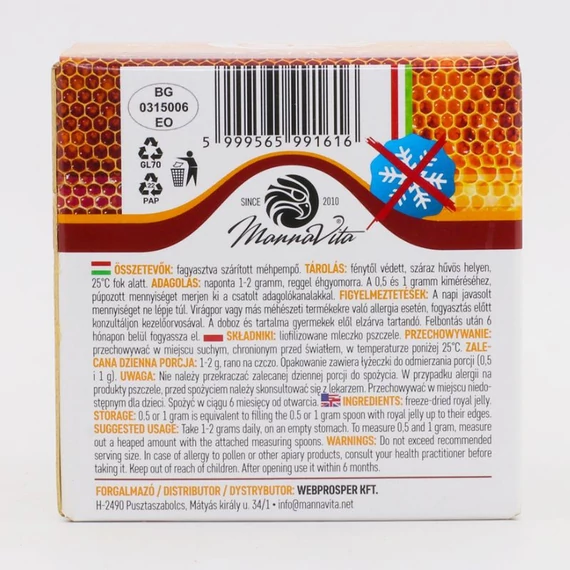 BG
0315006
EO
5 999565 991616
GL70
22
PAP
SINCE 2010
MannaVita®
ÖSSZETEVŐK: fagyasztva szárított méhpempő. TÁROLÁS: fénytől védett, száraz hűvös helyen,
25°C fok alatt. ADAGOLÁS: naponta 1-2 gramm, reggel éhgyomorra. A 0,5 és 1 gramm kiméréséhez,
púpozott mennyiséget merjen ki a csatolt adagolókanalakkal. FIGYELMEZTETÉSEK: A napi javasolt
mennyiséget ne lépje túl. Virágpor vagy más méhészeti termékekre való allergia esetén, fogyasztás előtt
konzultáljon kezelőorvosával. A doboz és tartalma gyermekek elől elzárva tartandó. Felbontás után 6
hónapen belül fogyassza el. SKŁADNIKI: liofilizowane mleczko pszczele. PRZECHOWYWANIE:
przechowywać w miejscu suchym, chronionym przed światłem, w temperaturze poniżej 25°C. ZALE-
CANA DZIENNA PORCJA: 1-2 g, rano na czczo. Opakowanie zawiera łyżeczki do odmierzania porcji (0,5
i 1 g). UWAGA: Nie należy przekraczać zalecanej dziennej porcji do spożycia. W przypadku alergii na
produkty pszczele, przed spożyciem należy skonsultować się z lekarzem. Przechowywać w miejscu niedo-
stępnym dla dzieci. Spożyć w ciągu 6 miesięcy od otwarcia. INGREDIENTS: freeze-dried royal jelly.
STORAGE: 0.5 or 1 gram is equivalent to filling the 0.5 or 1 gram spoon with royal jelly up to their edges.
SUGGESTED USAGE: Take 1-2 grams daily, on an empty stomach. To measure 0.5 and 1 gram, measure
out a heaped amount with the attached measuring spoons. WARNINGS: Do not exceed recommended
serving size. In case of allergy to pollen or other apiary products, consult your health practitioner before
taking it. Keep out of reach of children. After opening use it within 6 months.
FORGALMAZÓ / DISTRIBUTOR / DYSTRYBUTOR: WEBPROSPER KFT.
H-2490 Pusztaszabolcs, Mátyás király u. 34/1 • info@mannavita.net